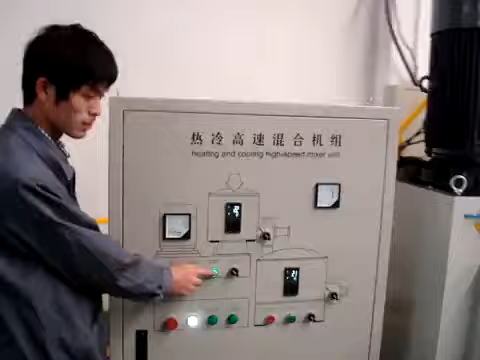 热冷高速混合机组
heating and cooling high-speed mixer unit